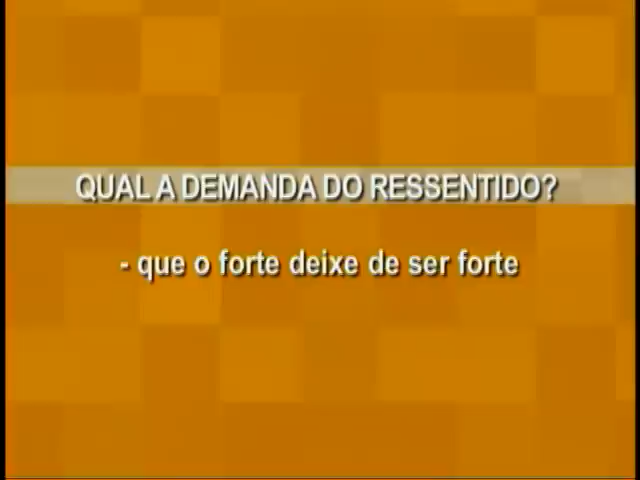 QUAL A DEMANDA DO RESSENTIDO?
- que o forte deixe de ser forte